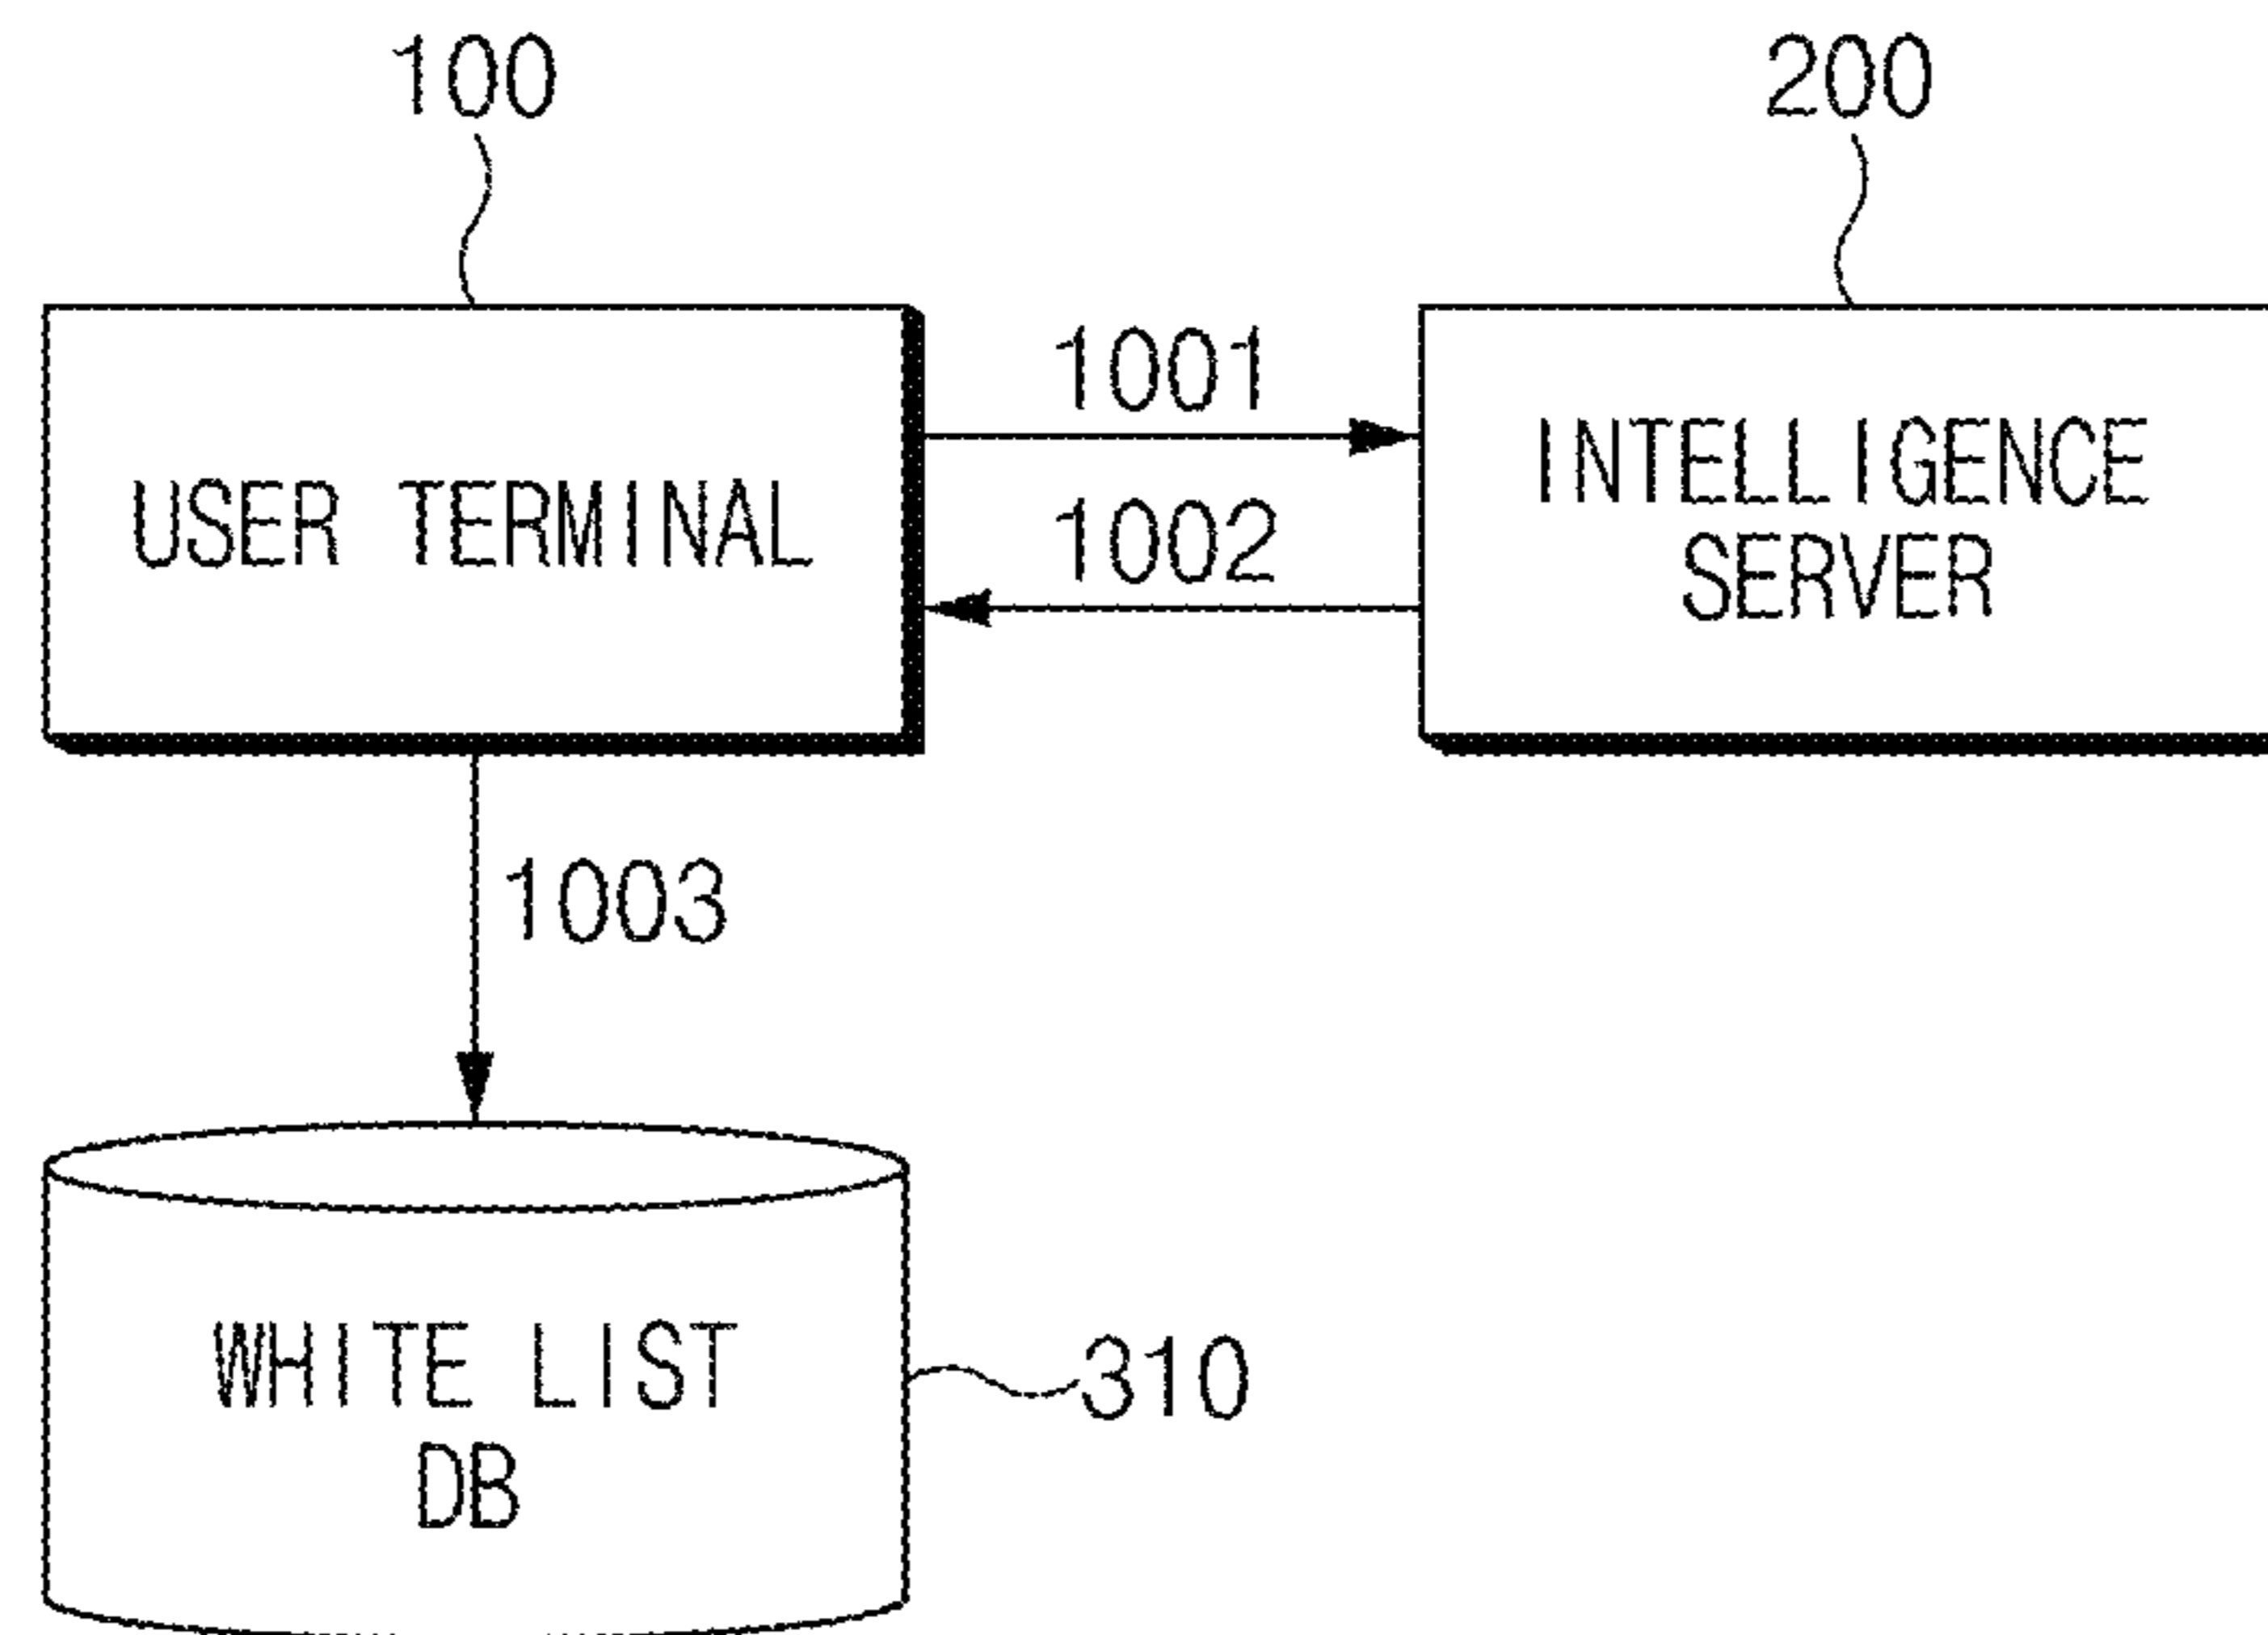 100
200
1001
USER TERMINAL
INTELLIGENCE
SERVER
1002
1003
WHITE LIST
DB
310